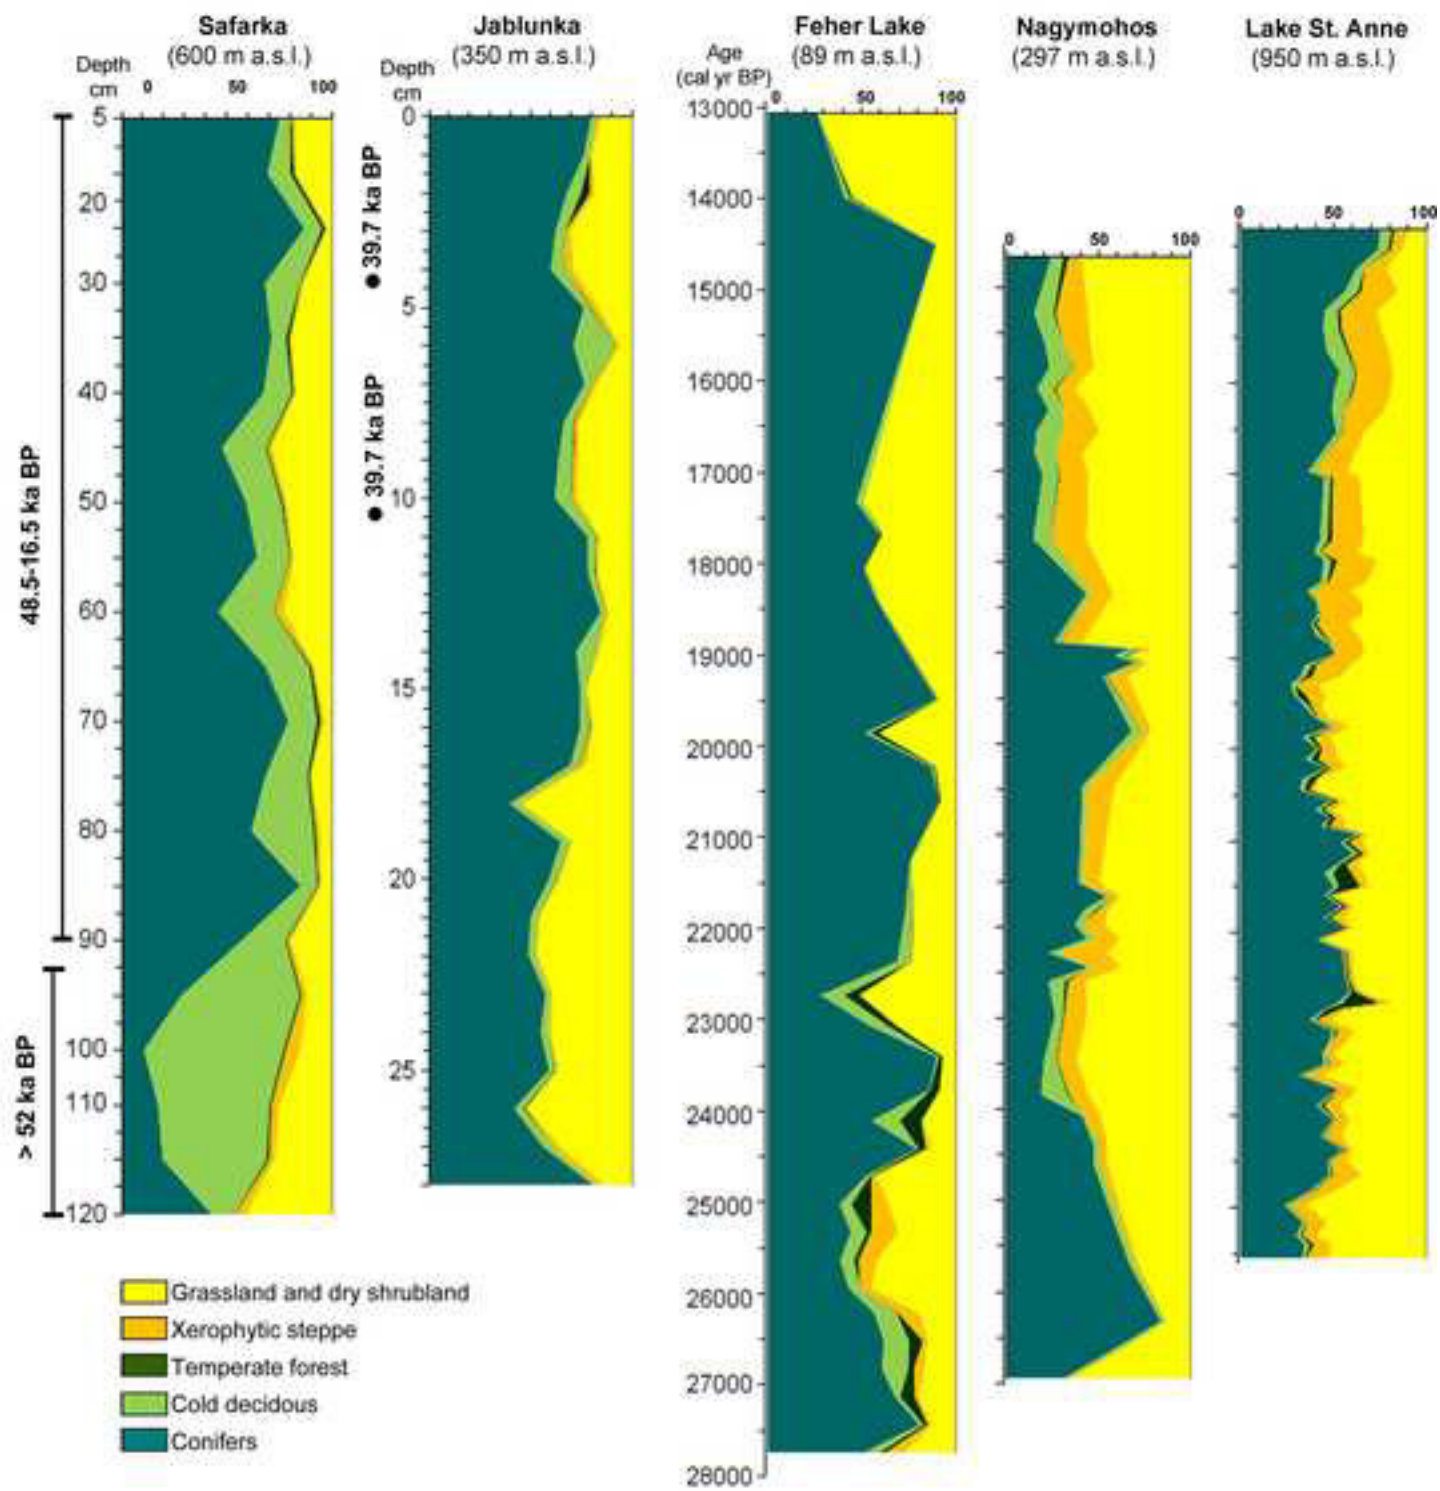 Safarka
(600 m a.s.l.)
Jablunka
(350 m a.s.l.)
Feher Lake
(89 m a.s.l.)
Nagymohos
(297 m a.s.l.)
Lake St. Anne
(950 m a.s.l.)
Depth
cm
0 50 100
5
20
30
40
50
60
70
80
90
100
110
120
48.5-16.5 ka BP
> 52 ka BP
Depth
cm
0
5
10
15
20
25
39.7 ka BP
39.7 ka BP
Age
(cal yr BP)
0 50 100
13000
14000
15000
16000
17000
18000
19000
20000
21000
22000
23000
24000
25000
26000
27000
28000
0 50 100
0 50 100
Grassland and dry shrubland
Xerophytic steppe
Temperate forest
Cold decidous
Conifers